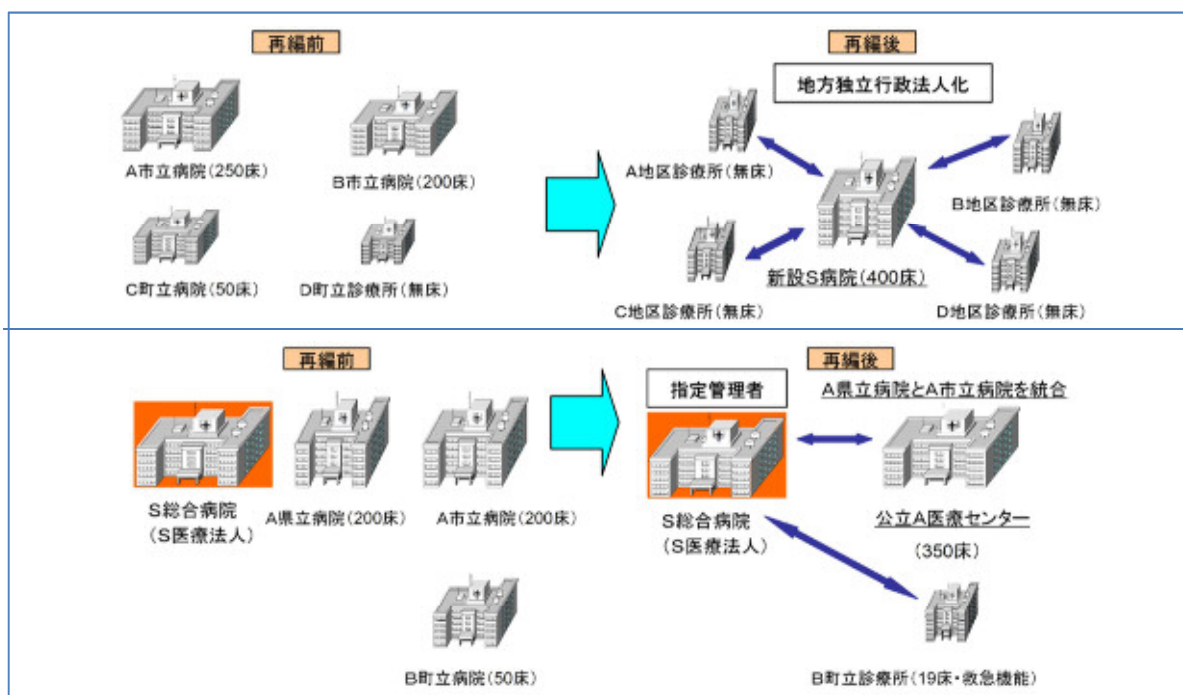 再編前
A市立病院(250床)
B市立病院(200床)
C町立病院(50床)
D町立診療所(無床)
再編後
地方独立行政法人化
A地区診療所(無床)
B地区診療所(無床)
新設S病院(400床)
C地区診療所(無床)
D地区診療所(無床)
再編前
S総合病院
(S医療法人)
A県立病院(200床)
A市立病院(200床)
B町立病院(50床)
再編後
指定管理者
A県立病院とA市立病院を統合
S総合病院
(S医療法人)
公立A医療センター
(350床)
B町立診療所(19床・救急機能)